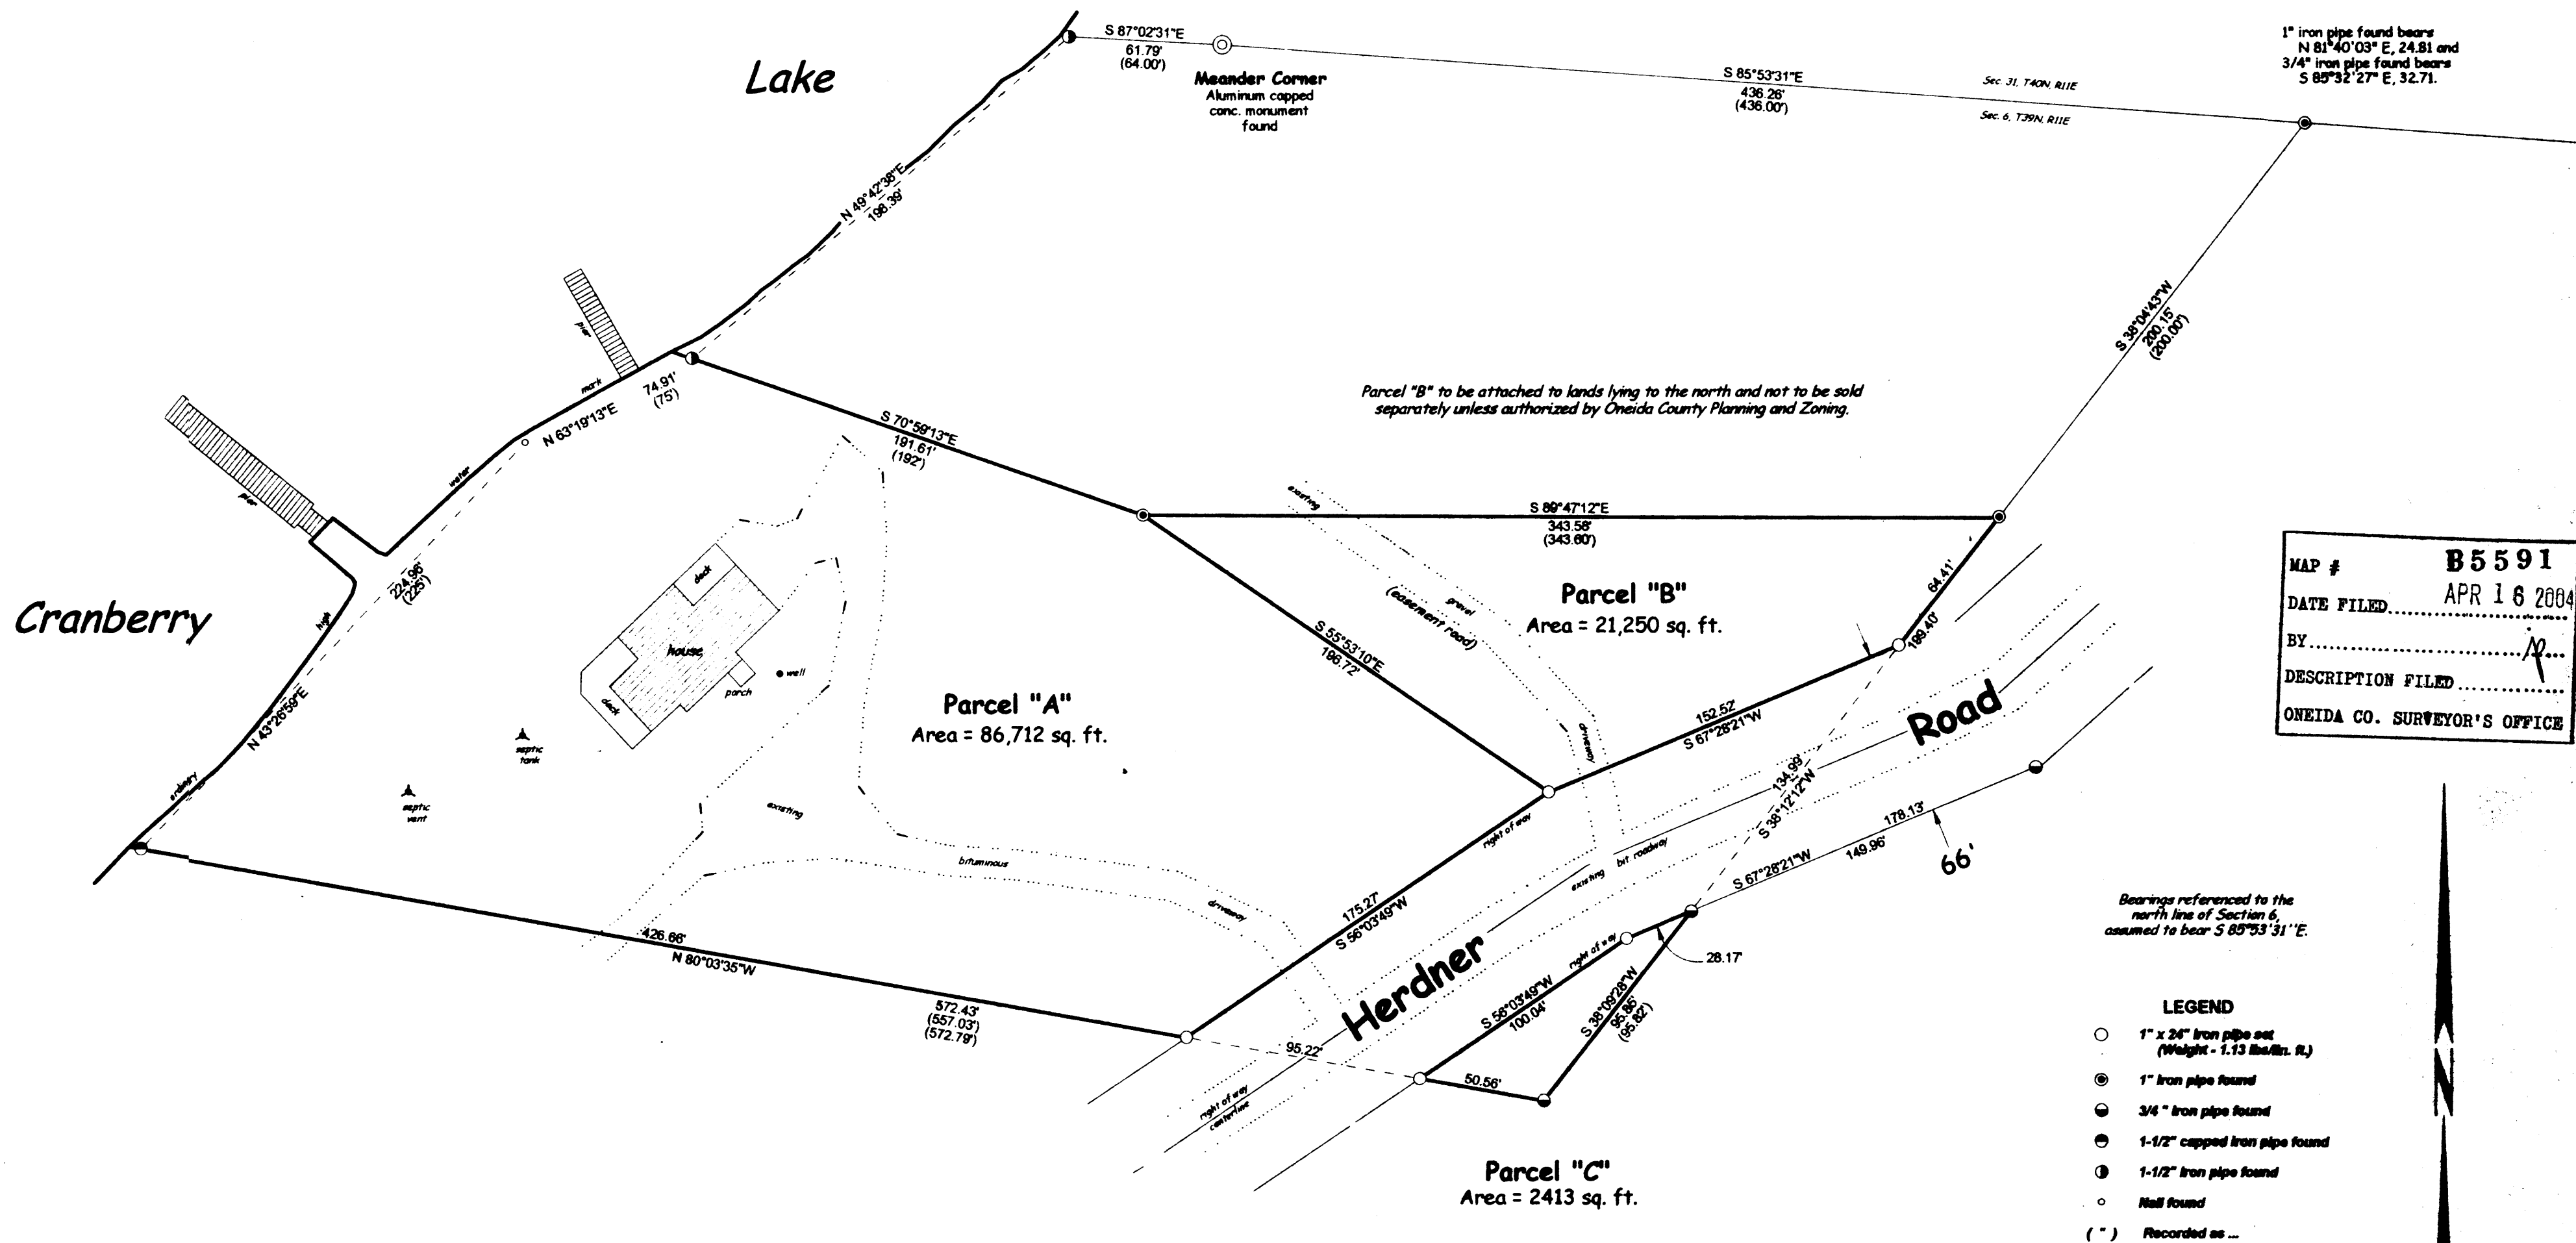 Lake
S 87°02'31"E
61.79'
(64.00')
Meander Corner
Aluminum capped
conc. monument
found
S 85°53'31"E
436.26'
(436.00')
Sec. 31, T40N, R11E
Sec. 6, T39N, R11E
1" iron pipe found bears
N 81°40'03" E, 24.81 and
3/4" iron pipe found bears
S 85°32'27" E, 32.71.
N 49°42'38"E
198.39'
S 38°04'43"W
200.15'
(200.00')
pier
mark
74.91'
(75')
N 63°19'13"E
S 70°59'13"E
191.61'
(192')
Parcel "B" to be attached to lands lying to the north and not to be sold
separately unless authorized by Oneida County Planning and Zoning.
pier
water
224.96'
(225')
high
N 43°26'59"E
ordinary
Cranberry
existing
S 89°47'12"E
343.58'
(343.60')
gravel
(easement road)
driveway
Parcel "B"
Area = 21,250 sq. ft.
64.41'
199.40'
S 55°53'10"E
196.72'
152.52'
S 67°28'21"W
deck
house
deck
porch
well
septic
tank
septic
vent
Parcel "A"
Area = 86,712 sq. ft.
existing
bituminous
driveway
MAP # B5591
DATE FILED APR 16 2004
BY
DESCRIPTION FILED
ONEIDA CO. SURVEYOR'S OFFICE
Road
134.99'
S 38°12'12"W
right of way
existing
bit. roadway
S 67°28'21"W
178.13'
149.96'
66'
175.27'
S 56°03'49"W
Herdner
right of way
28.17'
S 56°03'49"W
100.04'
S 38°09'28"W
95.86'
(95.82')
426.66'
N 80°03'35"W
572.43'
(557.03')
(572.79')
95.22'
50.56'
right of way
centerline
Parcel "C"
Area = 2413 sq. ft.
Bearings referenced to the
north line of Section 6,
assumed to bear S 85°53'31"E.
N
LEGEND
1" x 24" iron pipe set
(Weight - 1.13 lbs/lin. ft.)
1" iron pipe found
3/4" iron pipe found
1-1/2" capped iron pipe found
1-1/2" iron pipe found
Nail found
( " ) Recorded as ...